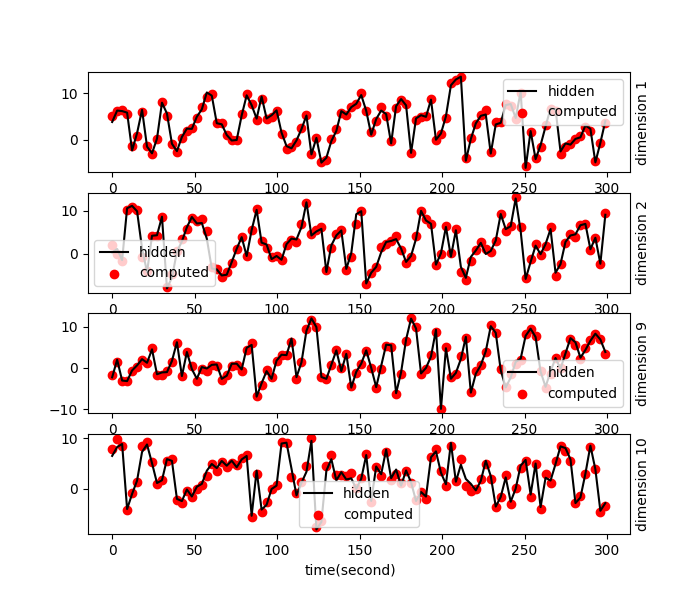 10
0
hidden
computed
dimension 1
0
50
100
150
200
250
300
10
0
hidden
computed
dimension 2
0
50
100
150
200
250
300
10
0
−10
hidden
computed
dimension 9
0
50
100
150
200
250
300
10
0
hidden
computed
dimension 10
0
50
100
150
200
250
300
time(second)